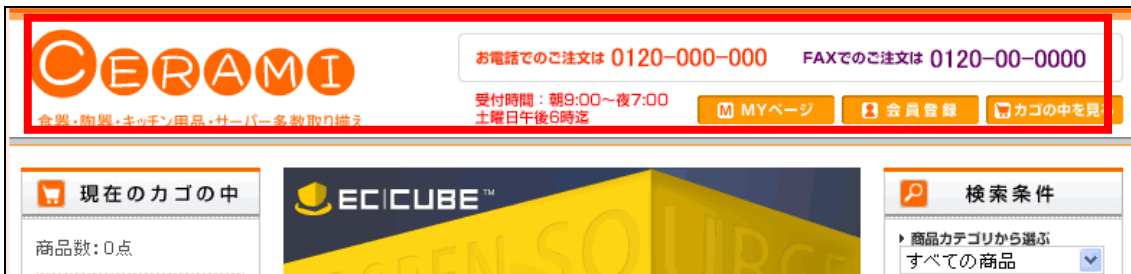 CERAMI
食器・陶器・キッチン用品・サーバー多数取り揃え
お電話でのご注文は 0120-000-000 FAXでのご注文は 0120-00-0000
受付時間：朝9:00～夜7:00
土曜日午後6時迄
M MYページ 会員登録 カゴの中を見る
現在のカゴの中
商品数：0点
EC|CUBE™
OPEN SOURCE
検索条件
商品カテゴリから選ぶ
すべての商品